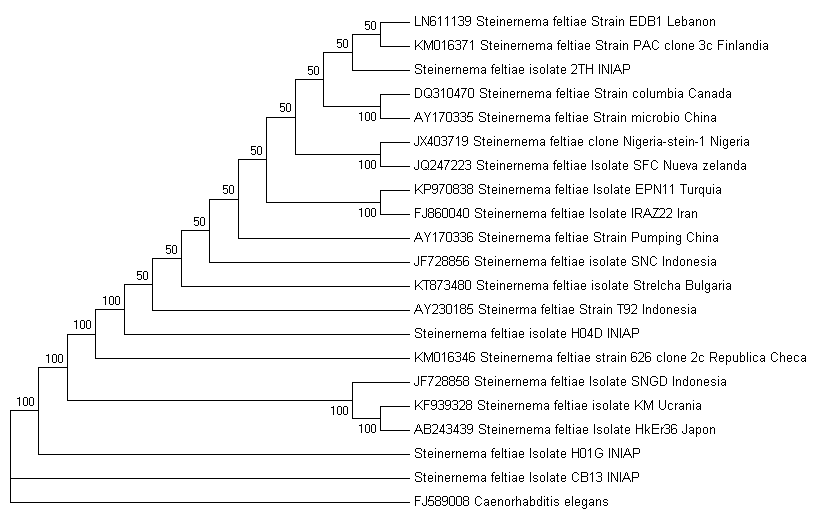 LN611139 Steinernema feltiae Strain EDB1 Lebanon
KM016371 Steinernema feltiae Strain PAC clone 3c Finlandia
Steinernema feltiae isolate 2TH INIAP
DQ310470 Steinernema feltiae Strain columbia Canada
AY170335 Steinernema feltiae Strain microbio China
JX403719 Steinernema feltiae clone Nigeria-stein-1 Nigeria
JQ247223 Steinernema feltiae Isolate SFC Nueva zelanda
KP970838 Steinernema feltiae Isolate EPN11 Turquia
FJ860040 Steinernema feltiae Isolate IRAZ22 Iran
AY170336 Steinernema feltiae Strain Pumping China
JF728856 Steinernema feltiae isolate SNC Indonesia
KT873480 Steinernema feltiae isolate Strelcha Bulgaria
AY230185 Steinerma feltiae Strain T92 Indonesia
Steinernema feltiae isolate H04D INIAP
KM016346 Steinernema feltiae strain 626 clone 2c Republica Checa
JF728858 Steinernema feltiae Isolate SNGD Indonesia
KF939328 Steinernema feltiae isolate KM Ucrania
AB243439 Steinernema feltiae Isolate HkEr36 Japon
Steinernema feltiae Isolate H01G INIAP
Steinernema feltiae Isolate CB13 INIAP
FJ589008 Caenorhabditis elegans
50
50
50
100
50
100
50
100
50
50
50
50
100
100
100
100
100
100